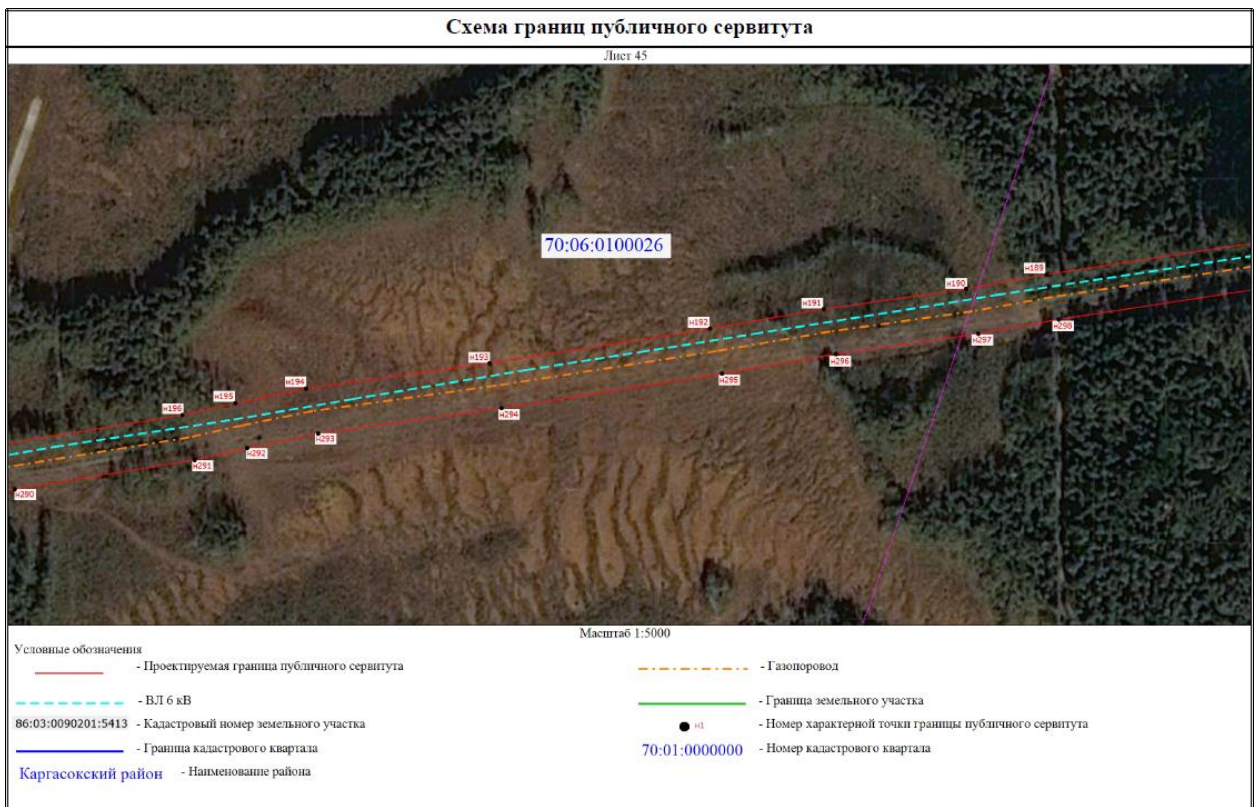 Схема границ публичного сервитута
Лист 45
70:06:0100026
н189
н190
н191
н192
н193
н194
н195
н196
н298
н297
н296
н295
н294
н293
н292
н291
н290
Масштаб 1:5000
Условные обозначения
- Проектируемая граница публичного сервитута
- Газопоровод
- ВЛ 6 кВ
- Граница земельного участка
86:03:0090201:5413 - Кадастровый номер земельного участка
н1 - Номер характерной точки границы публичного сервитута
- Граница кадастрового квартала
70:01:0000000 - Номер кадастрового квартала
Каргасокский район - Наименование района